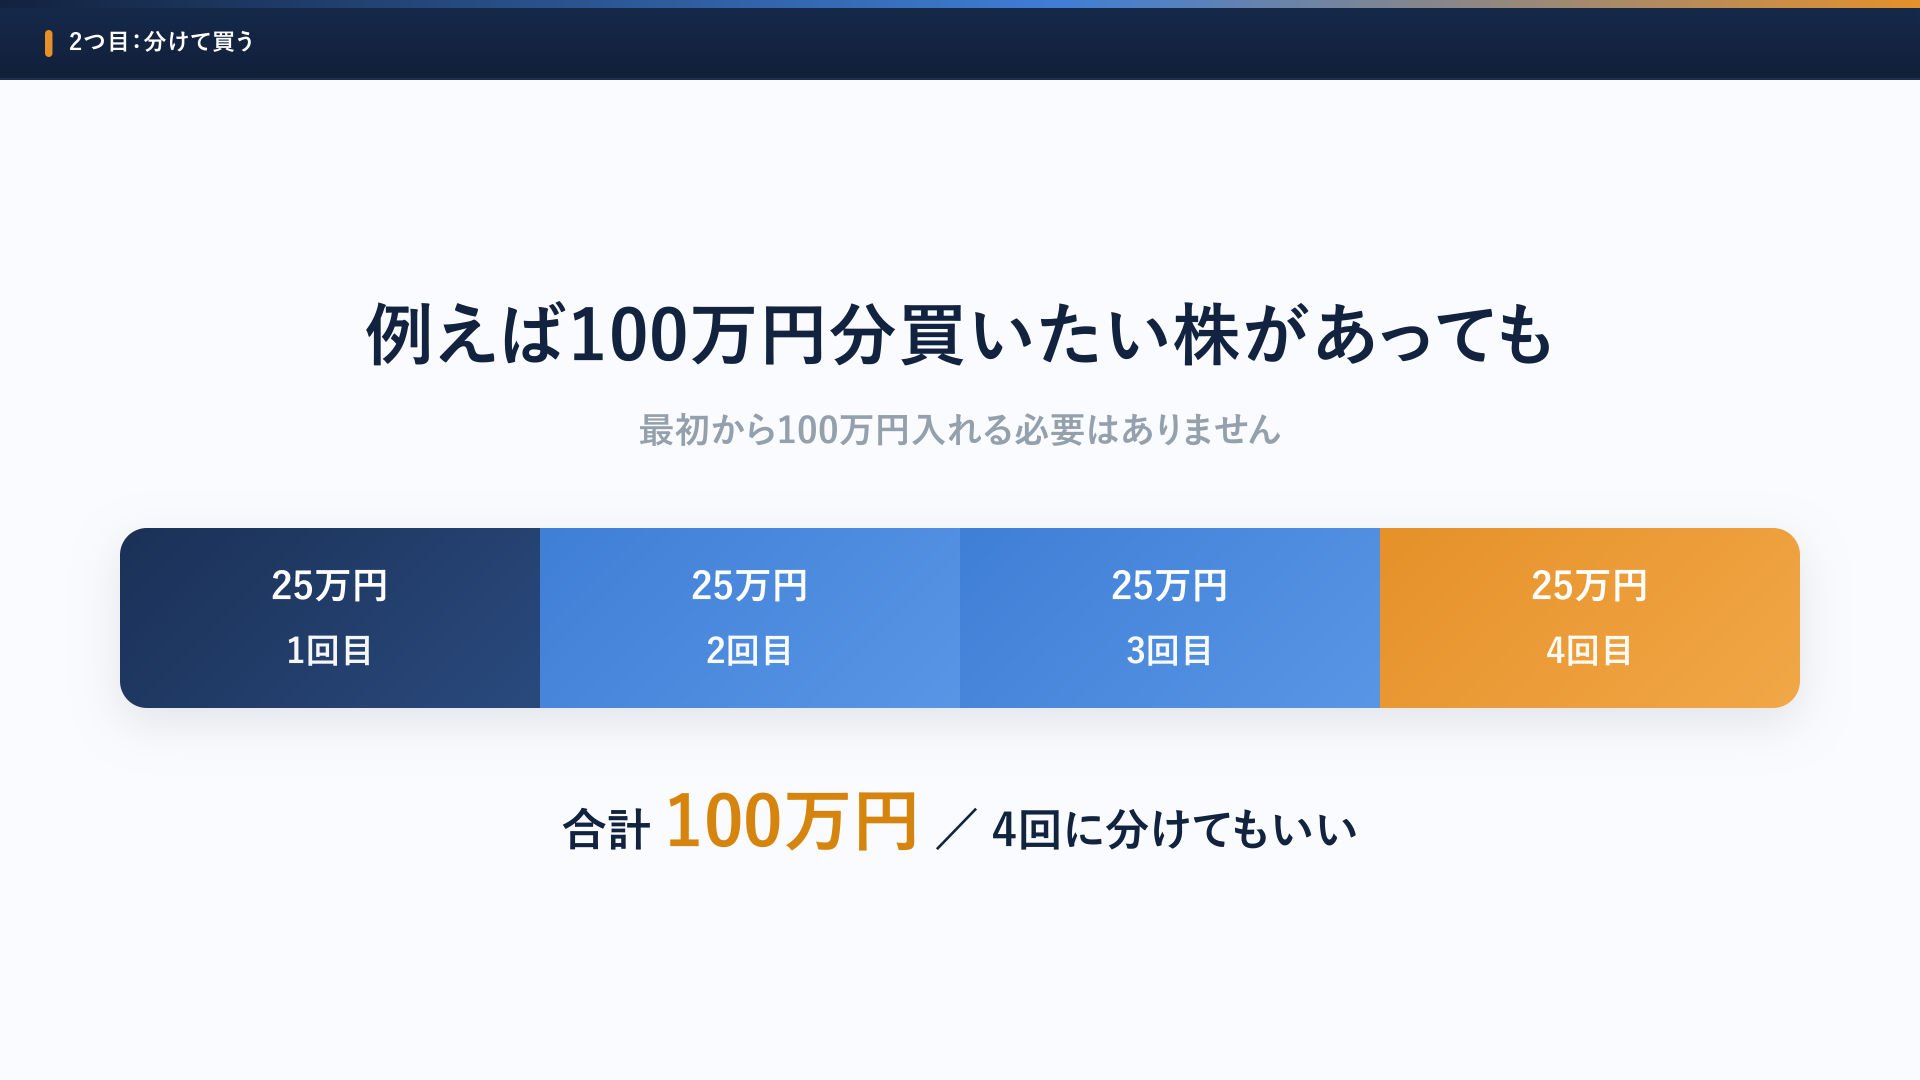 2つ目：分けて買う
例えば100万円分買いたい株があっても
最初から100万円入れる必要はありません
25万円
1回目
25万円
2回目
25万円
3回目
25万円
4回目
合計 100万円 ／ 4回に分けてもいい